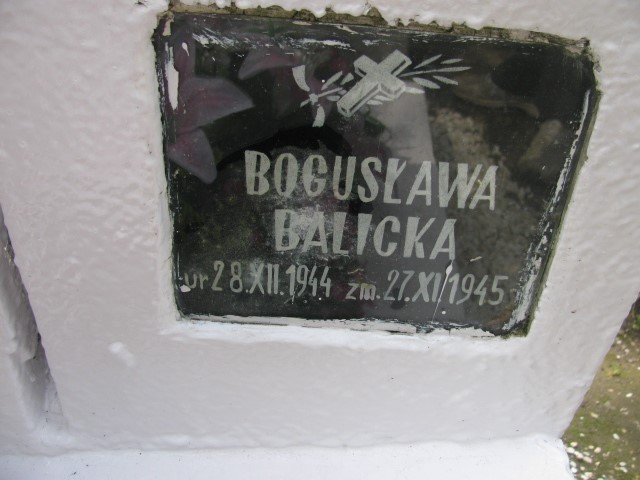 BOGUSŁAWA
BALICKA
ur 28.XII.1944 zm. 27.XI.1945